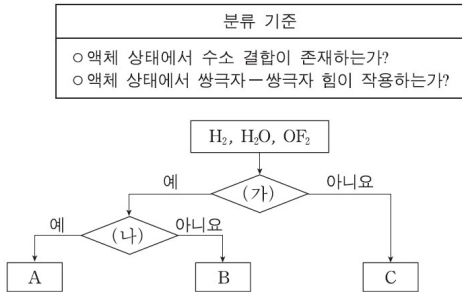 분류 기준
○ 액체 상태에서 수소 결합이 존재하는가?
○ 액체 상태에서 쌍극자－쌍극자 힘이 작용하는가?
H₂, H₂O, OF₂
예 (가) 아니요
예 (나) 아니요
A B C